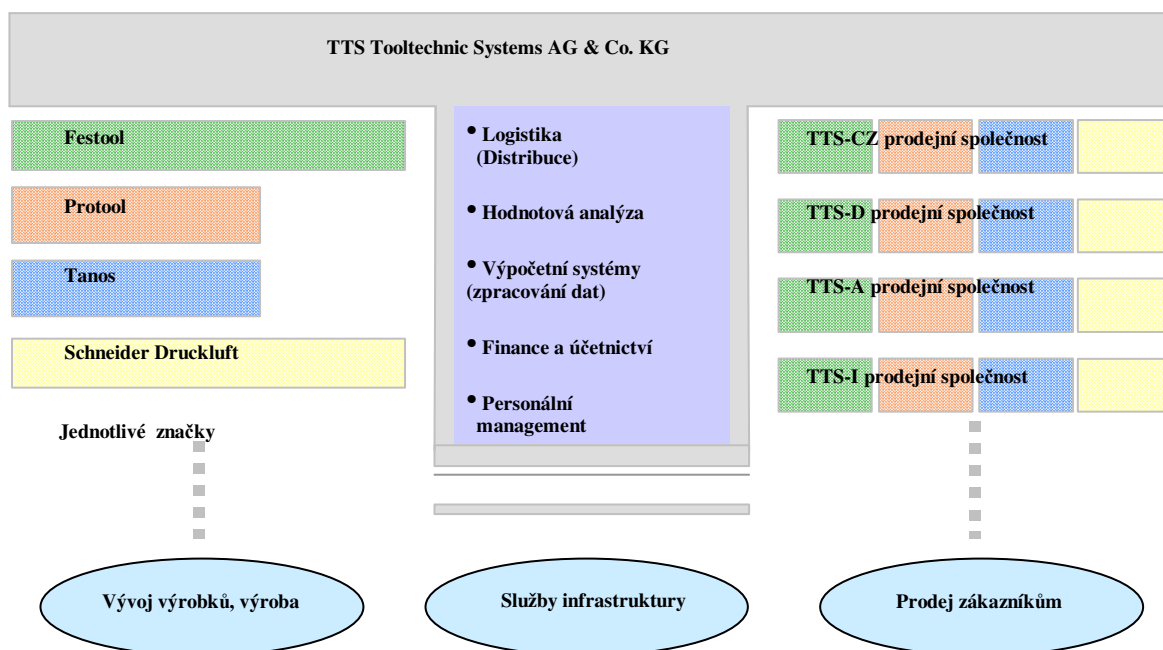 TTS Tooltechnic Systems AG & Co. KG
Festool
Protool
Tanos
Schneider Druckluft
Jednotlivé značky
• Logistika
(Distribuce)
• Hodnotová analýza
• Výpočetní systémy
(zpracování dat)
• Finance a účetnictví
• Personální
management
TTS-CZ prodejní společnost
TTS-D prodejní společnost
TTS-A prodejní společnost
TTS-I prodejní společnost
Vývoj výrobků, výroba
Služby infrastruktury
Prodej zákazníkům